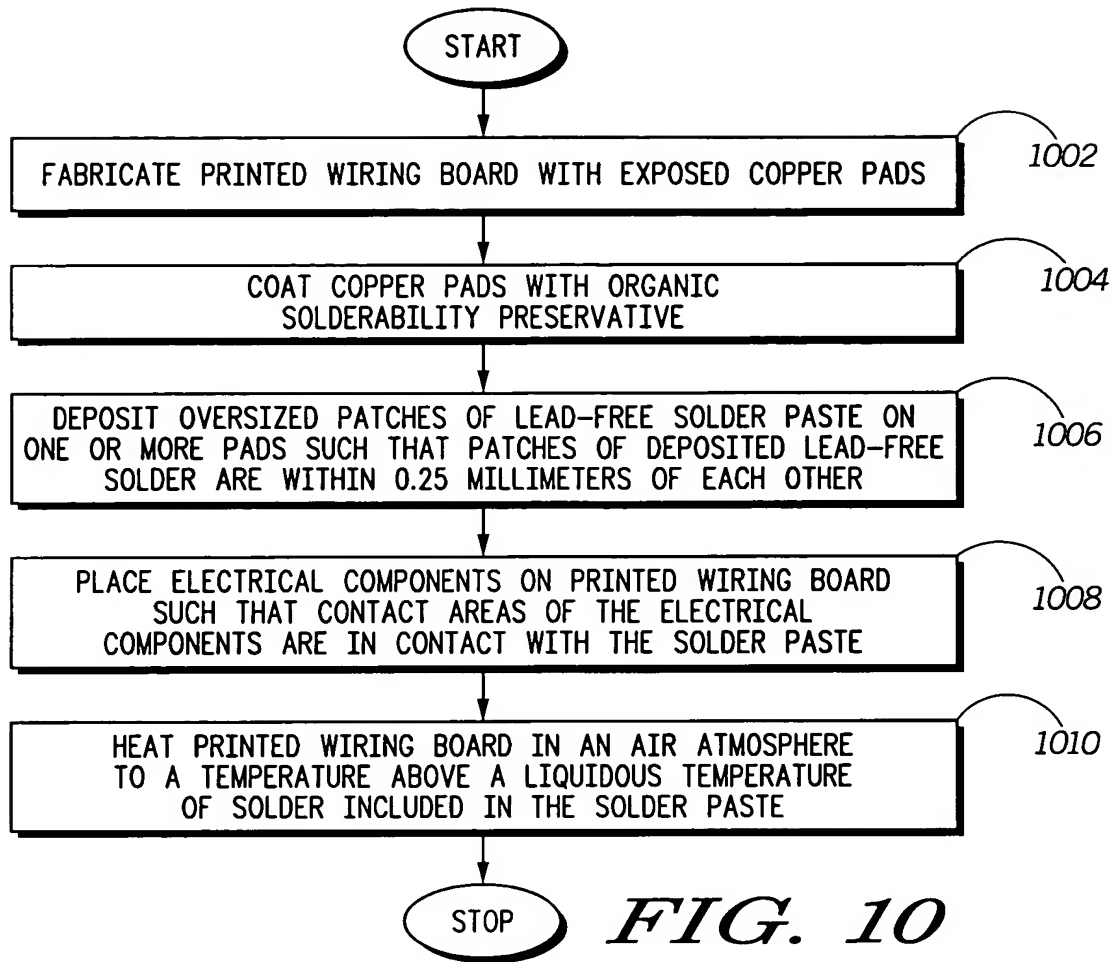 START
FABRICATE PRINTED WIRING BOARD WITH EXPOSED COPPER PADS
1002
COAT COPPER PADS WITH ORGANIC
SOLDERABILITY PRESERVATIVE
1004
DEPOSIT OVERSIZED PATCHES OF LEAD-FREE SOLDER PASTE ON
ONE OR MORE PADS SUCH THAT PATCHES OF DEPOSITED LEAD-FREE
SOLDER ARE WITHIN 0.25 MILLIMETERS OF EACH OTHER
1006
PLACE ELECTRICAL COMPONENTS ON PRINTED WIRING BOARD
SUCH THAT CONTACT AREAS OF THE ELECTRICAL
COMPONENTS ARE IN CONTACT WITH THE SOLDER PASTE
1008
HEAT PRINTED WIRING BOARD IN AN AIR ATMOSPHERE
TO A TEMPERATURE ABOVE A LIQUIDOUS TEMPERATURE
OF SOLDER INCLUDED IN THE SOLDER PASTE
1010
STOP
FIG. 10